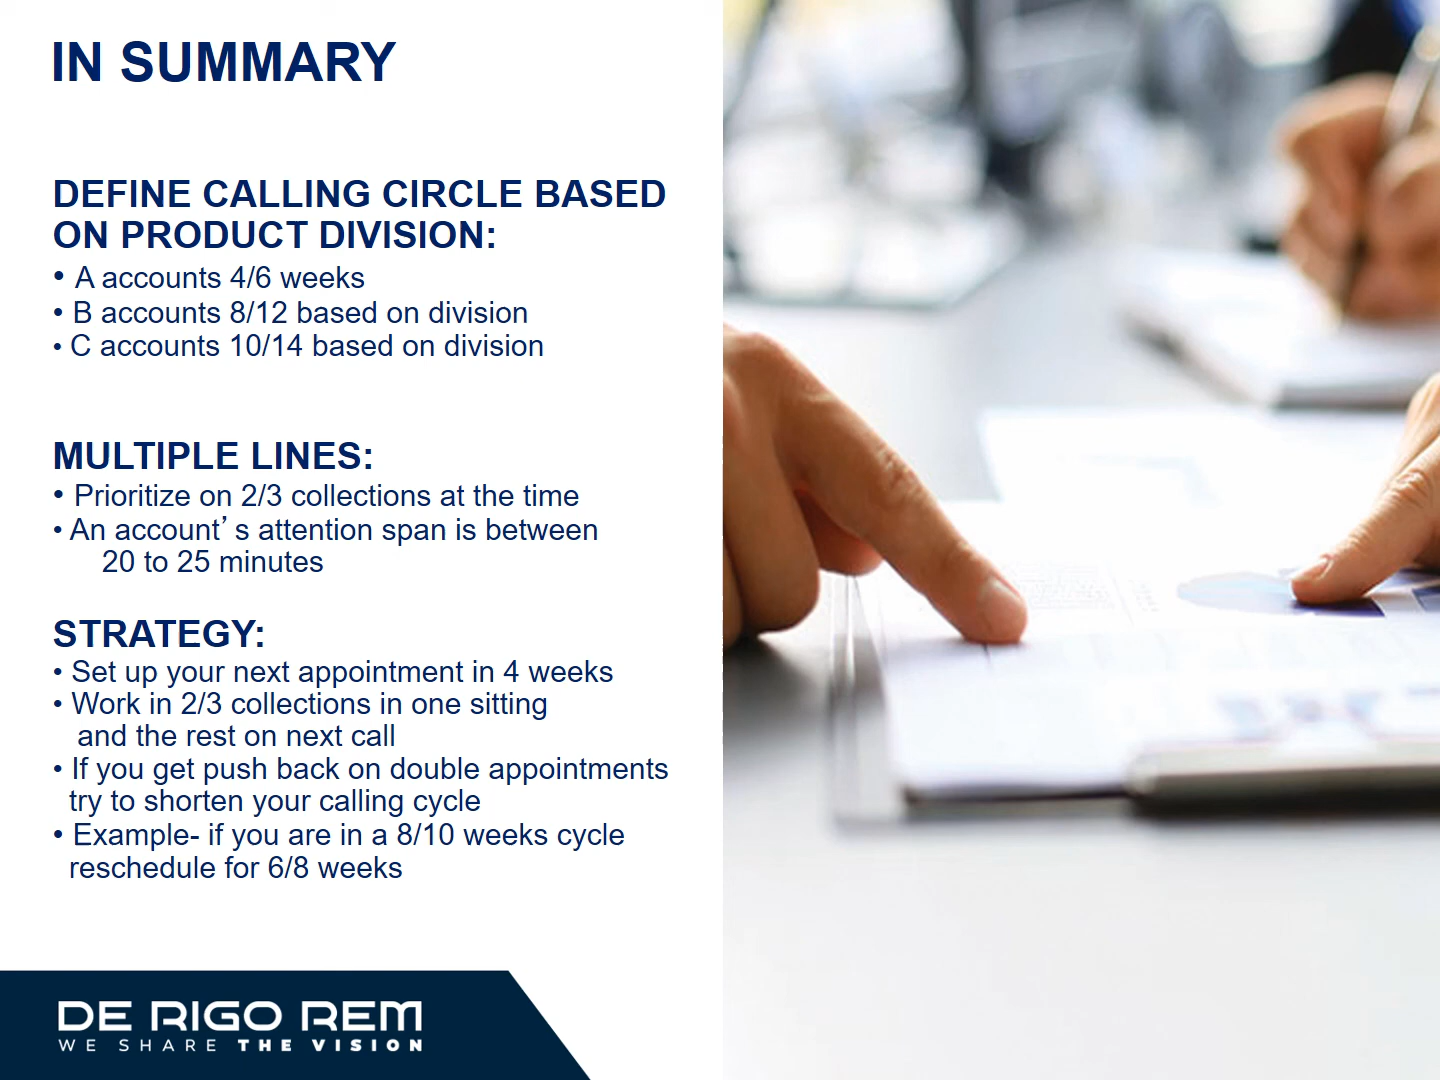 IN SUMMARY
DEFINE CALLING CIRCLE BASED
ON PRODUCT DIVISION:
• A accounts 4/6 weeks
• B accounts 8/12 based on division
• C accounts 10/14 based on division
MULTIPLE LINES:
• Prioritize on 2/3 collections at the time
• An account’s attention span is between
20 to 25 minutes
STRATEGY:
• Set up your next appointment in 4 weeks
• Work in 2/3 collections in one sitting
and the rest on next call
• If you get push back on double appointments
try to shorten your calling cycle
• Example- if you are in a 8/10 weeks cycle
reschedule for 6/8 weeks
DE RIGO REM
WE SHARE THE VISION